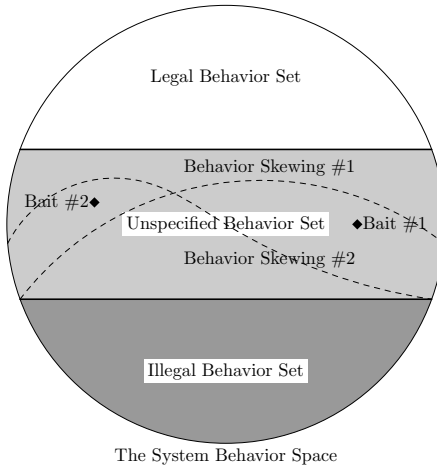 Legal Behavior Set
Behavior Skewing #1
Bait #2
Unspecified Behavior Set
Bait #1
Behavior Skewing #2
Illegal Behavior Set
The System Behavior Space